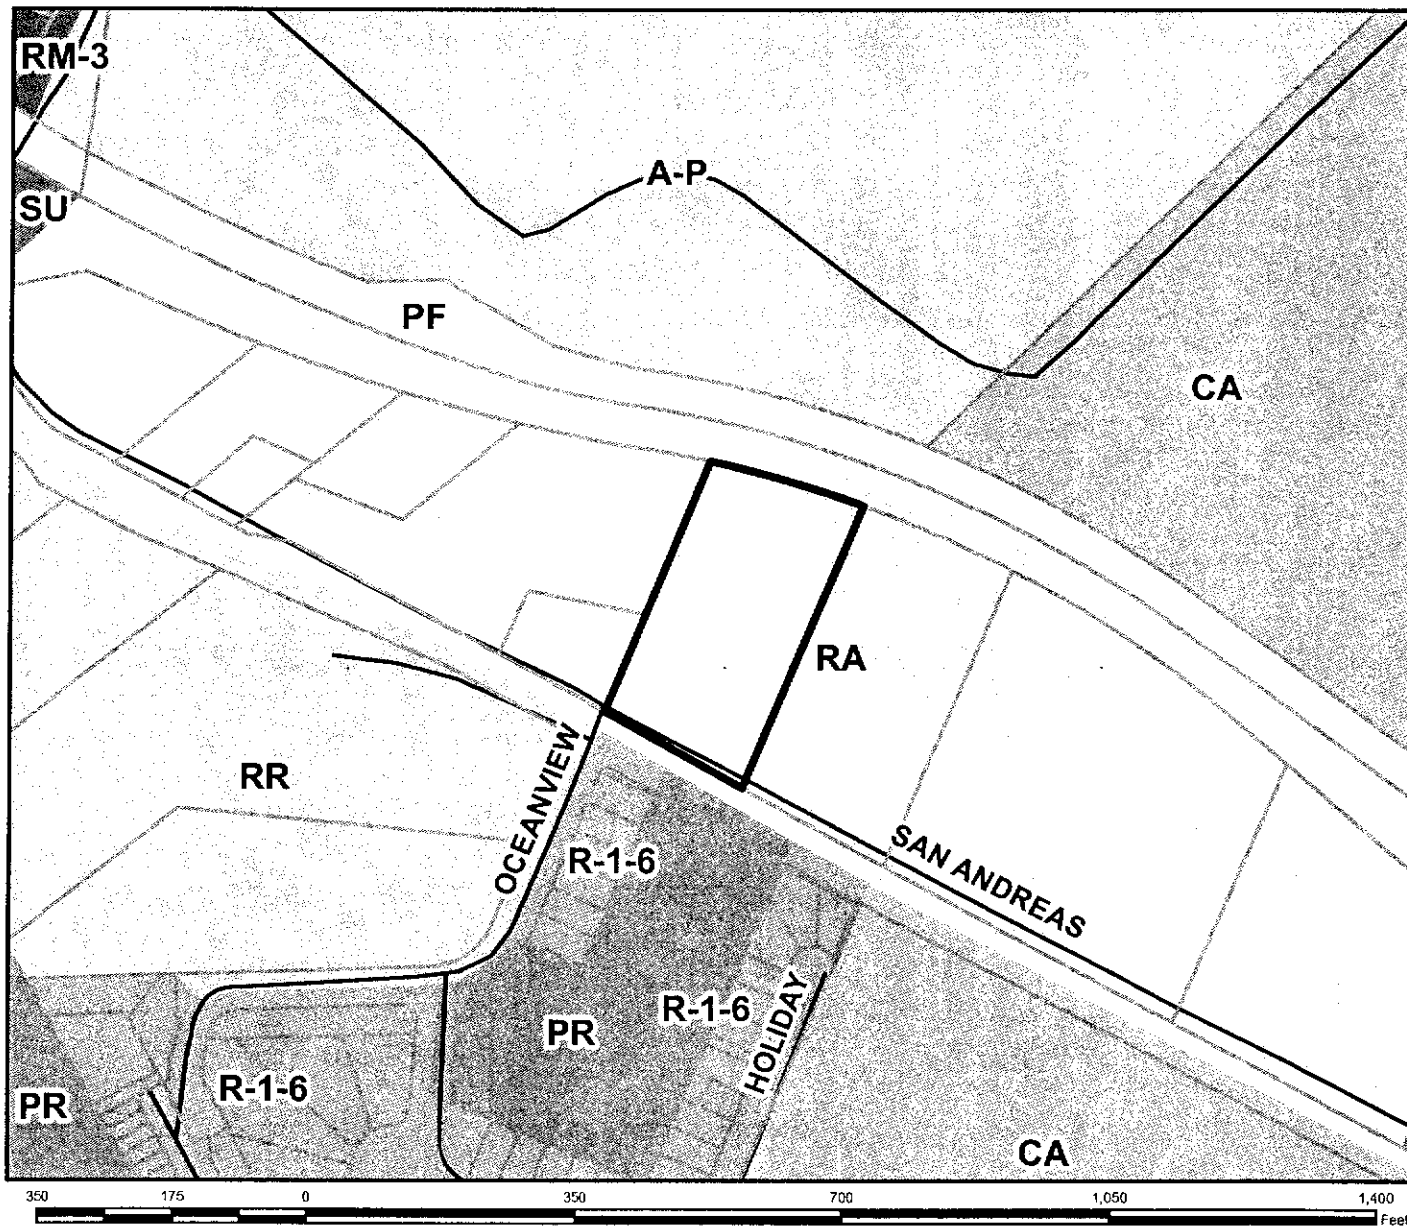 RM-3
A-P
SU
PF
CA
RA
RR
OCEANVIEW
R-1-6
SAN ANDREAS
R-1-6
PR
HOLIDAY
R-1-6
PR
CA
350 175 0 350 700 1,050 1,400
Feet